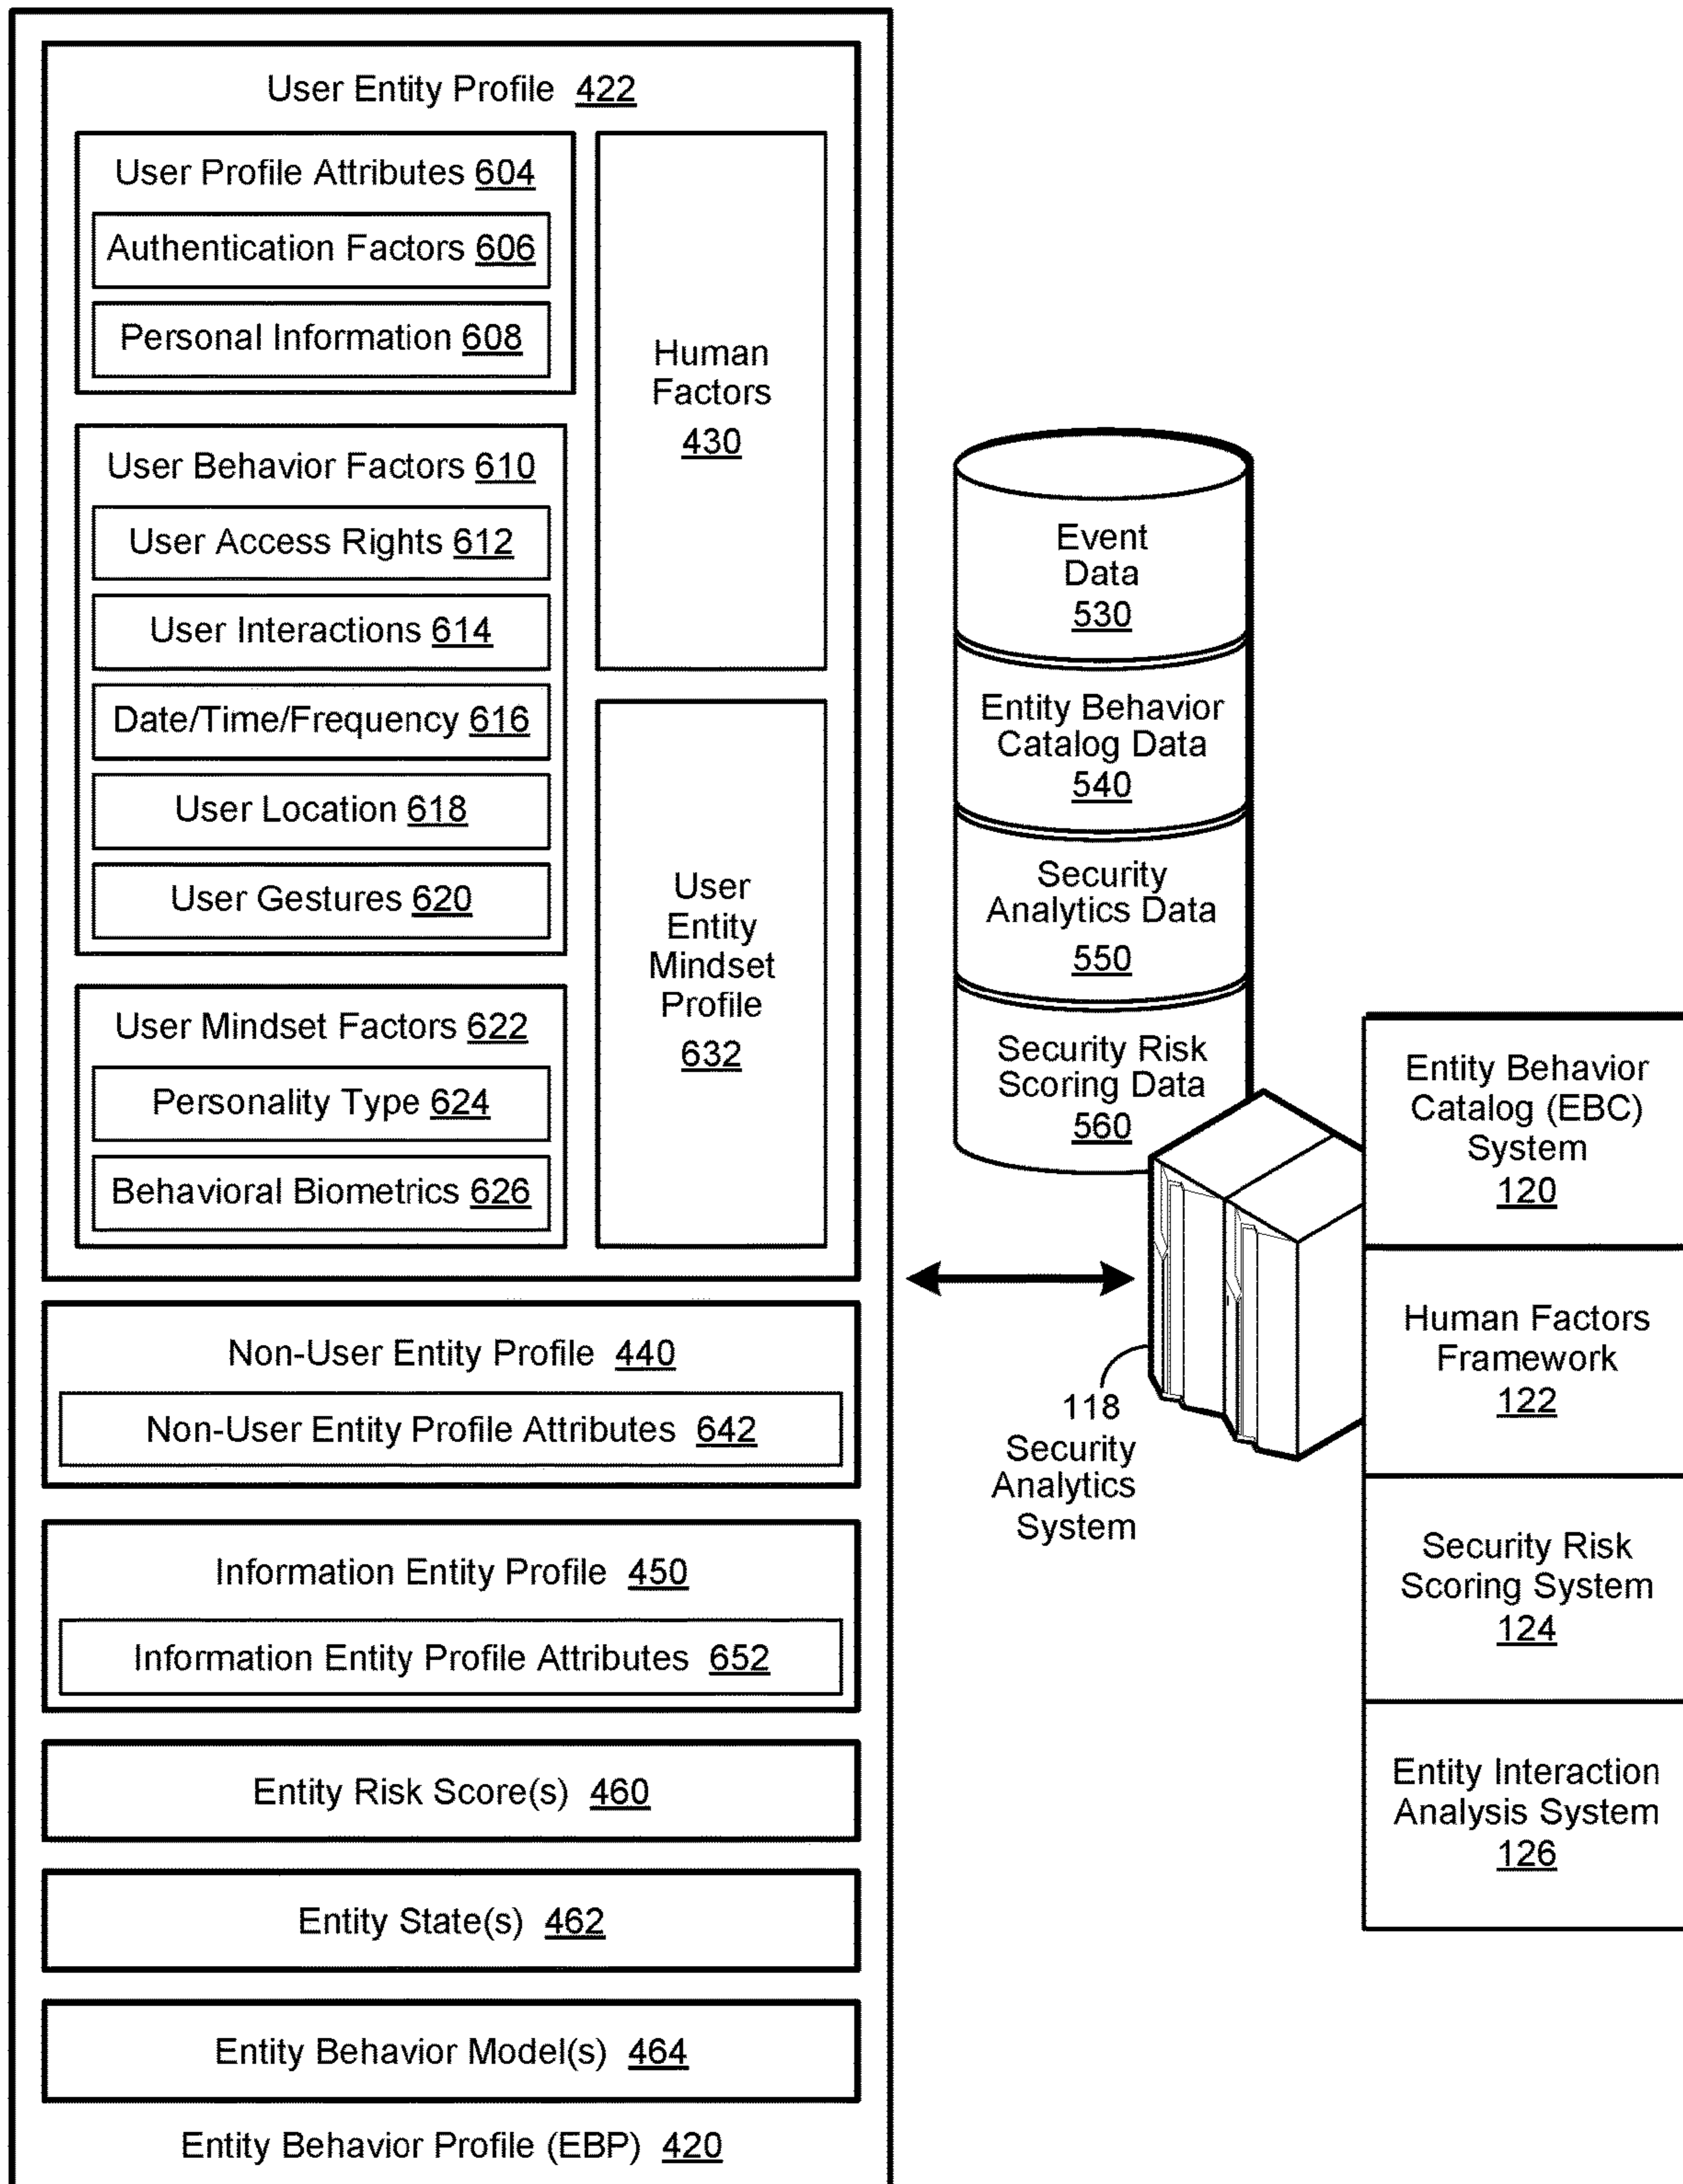 User Entity Profile 422
User Profile Attributes 604
Authentication Factors 606
Personal Information 608
User Behavior Factors 610
User Access Rights 612
User Interactions 614
Date/Time/Frequency 616
User Location 618
User Gestures 620
User Mindset Factors 622
Personality Type 624
Behavioral Biometrics 626
Human
Factors
430
User
Entity
Mindset
Profile
632
Non-User Entity Profile 440
Non-User Entity Profile Attributes 642
Information Entity Profile 450
Information Entity Profile Attributes 652
Entity Risk Score(s) 460
Entity State(s) 462
Entity Behavior Model(s) 464
Entity Behavior Profile (EBP) 420
Event
Data
530
Entity Behavior
Catalog Data
540
Security
Analytics Data
550
Security Risk
Scoring Data
560
118
Security
Analytics
System
Entity Behavior
Catalog (EBC)
System
120
Human Factors
Framework
122
Security Risk
Scoring System
124
Entity Interaction
Analysis System
126